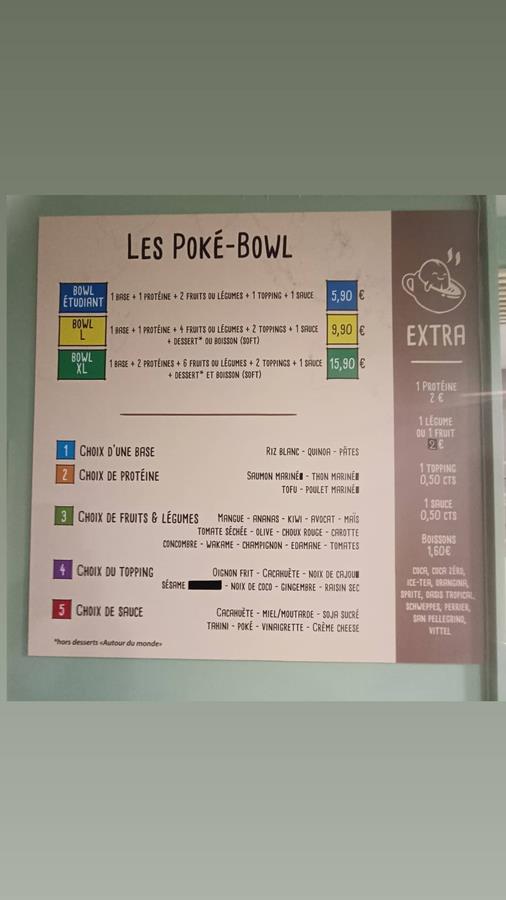 LES POKÉ-BOWL
BOWL ÉTUDIANT 1 BASE + 1 PROTÉINE + 2 FRUITS OU LÉGUMES + 1 TOPPING + 1 SAUCE 5,90 €
BOWL L 1 BASE + 1 PROTÉINE + 4 FRUITS OU LÉGUMES + 2 TOPPINGS + 1 SAUCE 9,90 €
+ DESSERT* OU BOISSON (SOFT)
BOWL XL 1 BASE + 2 PROTÉINES + 6 FRUITS OU LÉGUMES + 2 TOPPINGS + 1 SAUCE 15,90 €
+ DESSERT* ET BOISSON (SOFT)
1 CHOIX D'UNE BASE RIZ BLANC - QUINOA - PÂTES
2 CHOIX DE PROTÉINE SAUMON MARINÉ - THON MARINÉ
TOFU - POULET MARINÉ
3 CHOIX DE FRUITS & LÉGUMES MANGUE - ANANAS - KIWI - AVOCAT - MAÏS
TOMATE SÉCHÉE - OLIVE - CHOUX ROUGE - CAROTTE
CONCOMBRE - WAKAME - CHAMPIGNON - EDAMANE - TOMATES
4 CHOIX DU TOPPING OIGNON FRIT - CACAHUÈTE - NOIX DE CAJOU
SÉSAME - NOIX DE COCO - GINGEMBRE - RAISIN SEC
5 CHOIX DE SAUCE CACAHUÈTE - MIEL/MOUTARDE - SOJA SUCRÉ
TAHINI - POKÉ - VINAIGRETTE - CRÈME CHEESE
*hors desserts «Autour du monde»
EXTRA
1 PROTÉINE
2 €
1 LÉGUME
OU 1 FRUIT
2 €
1 TOPPING
0,50 CTS
1 SAUCE
0,50 CTS
BOISSONS
1,60€
COCA, COCA ZÉRO,
ICE-TEA, ORANGINA,
SPRITE, OASIS TROPICAL,
SCHWEPPES, PERRIER,
SAN PELLEGRINO,
VITTEL